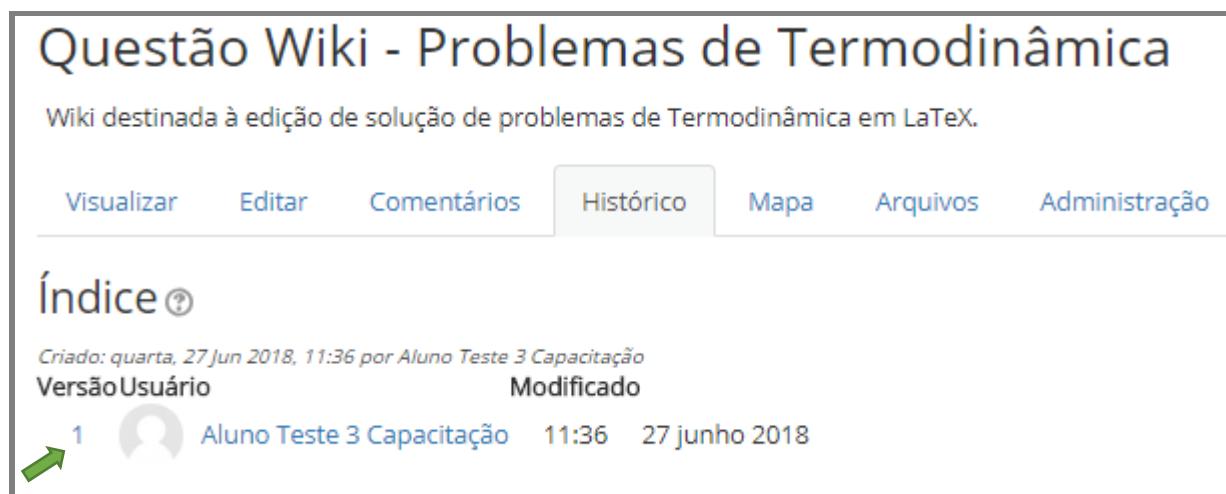 Questão Wiki - Problemas de Termodinâmica
Wiki destinada à edição de solução de problemas de Termodinâmica em LaTeX.
Visualizar Editar Comentários Histórico Mapa Arquivos Administração
Índice
Criado: quarta, 27 Jun 2018, 11:36 por Aluno Teste 3 Capacitação
Versão Usuário Modificado
1 Aluno Teste 3 Capacitação 11:36 27 junho 2018